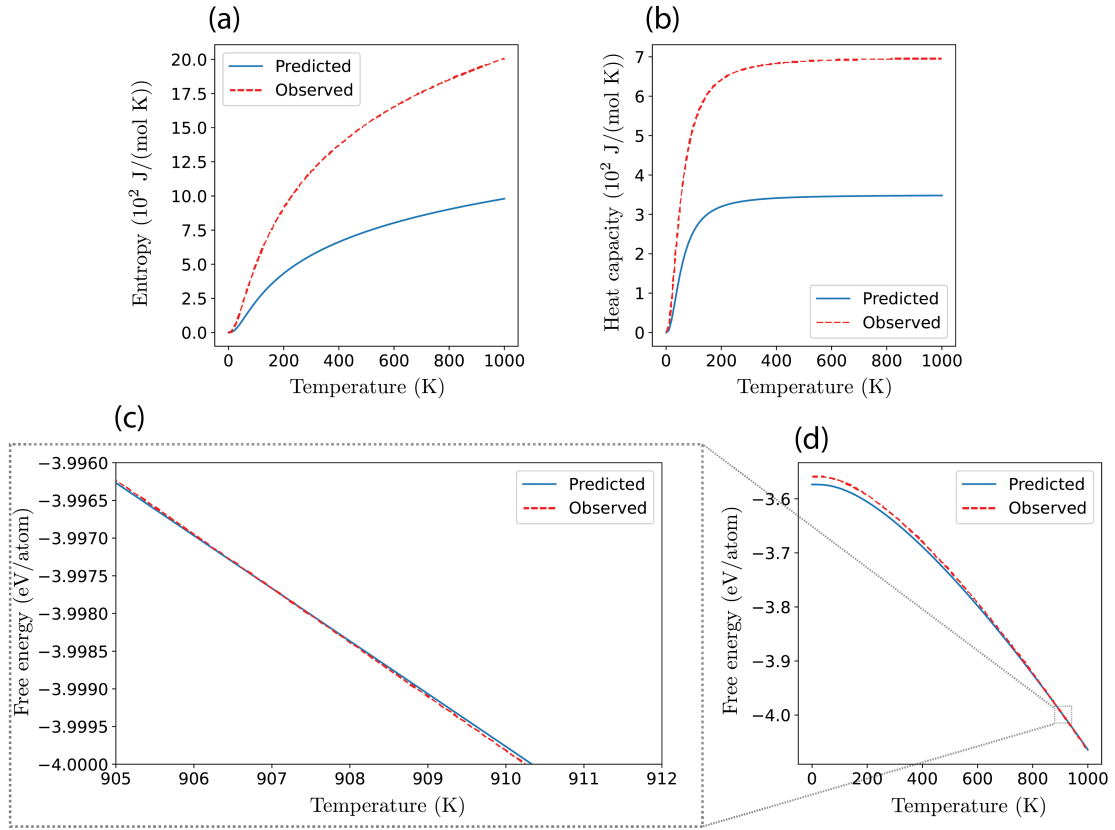 (a)
Entropy (10² J/(mol K))
20.0
17.5
15.0
12.5
10.0
7.5
5.0
2.5
0.0
Predicted
Observed
0 200 400 600 800 1000
Temperature (K)
(b)
Heat capacity (10² J/(mol K))
7
6
5
4
3
2
1
0
Predicted
Observed
0 200 400 600 800 1000
Temperature (K)
(c)
Free energy (eV/atom)
−3.9960
−3.9965
−3.9970
−3.9975
−3.9980
−3.9985
−3.9990
−3.9995
−4.0000
Predicted
Observed
905 906 907 908 909 910 911 912
Temperature (K)
(d)
Free energy (eV/atom)
−3.6
−3.7
−3.8
−3.9
−4.0
Predicted
Observed
0 200 400 600 800 1000
Temperature (K)